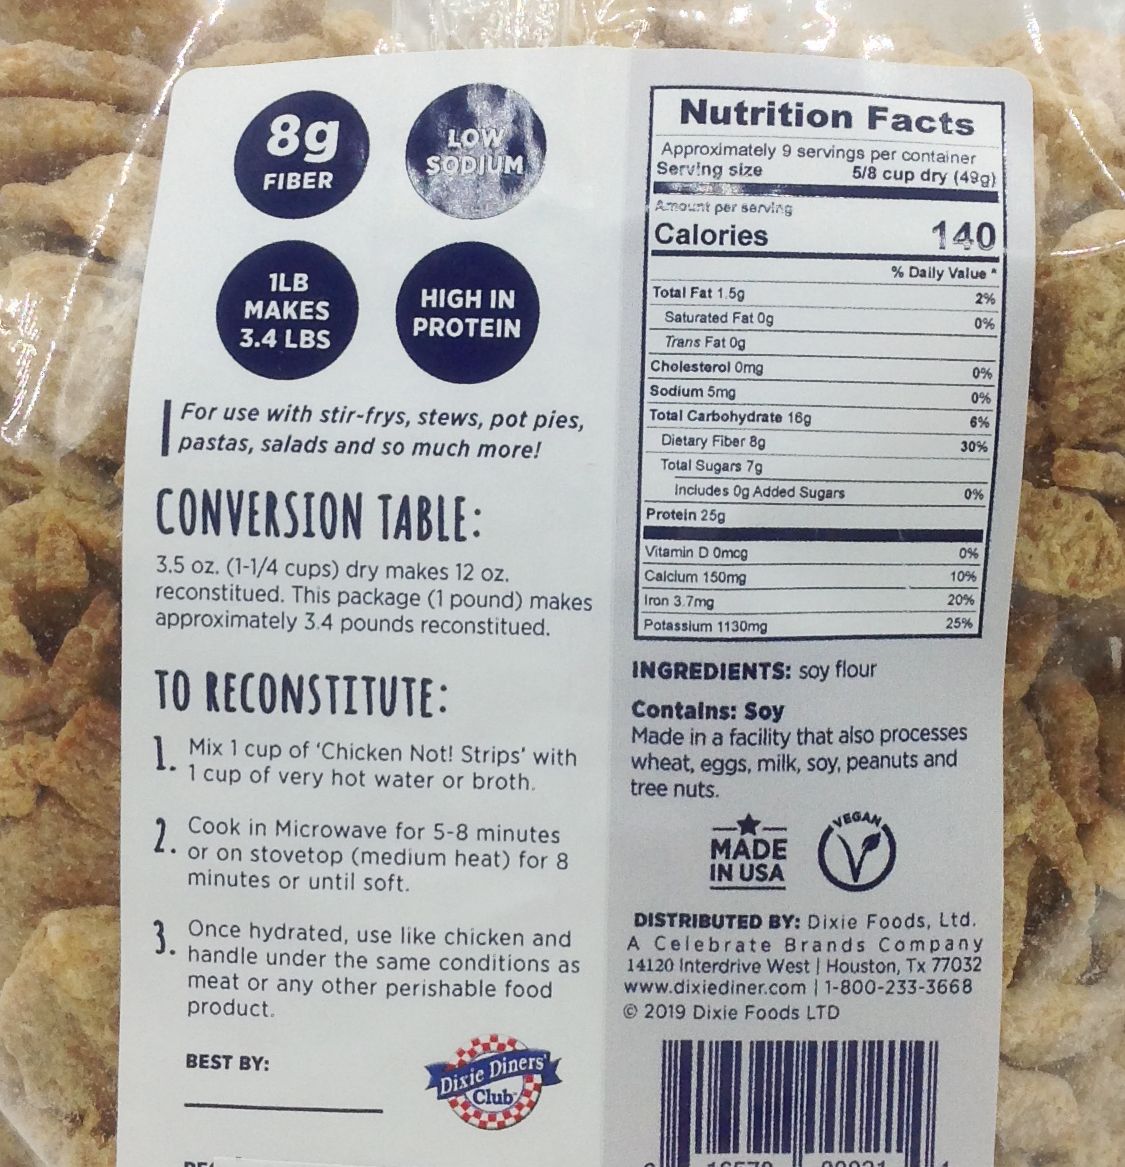 8g
FIBER
LOW
SODIUM
1LB
MAKES
3.4 LBS
HIGH IN
PROTEIN
For use with stir-frys, stews, pot pies,
pastas, salads and so much more!
CONVERSION TABLE:
3.5 oz. (1-1/4 cups) dry makes 12 oz.
reconstitued. This package (1 pound) makes
approximately 3.4 pounds reconstitued.
TO RECONSTITUTE:
1. Mix 1 cup of 'Chicken Not! Strips' with
1 cup of very hot water or broth.
2. Cook in Microwave for 5-8 minutes
or on stovetop (medium heat) for 8
minutes or until soft.
3. Once hydrated, use like chicken and
handle under the same conditions as
meat or any other perishable food
product.
BEST BY:
Dixie Diners'
Club
Nutrition Facts
Approximately 9 servings per container
Serving size 5/8 cup dry (49g)
Amount per serving
Calories 140
% Daily Value *
Total Fat 1.5g 2%
Saturated Fat 0g 0%
Trans Fat 0g
Cholesterol 0mg 0%
Sodium 5mg 0%
Total Carbohydrate 16g 6%
Dietary Fiber 8g 30%
Total Sugars 7g
Includes 0g Added Sugars 0%
Protein 25g
Vitamin D 0mcg 0%
Calcium 150mg 10%
Iron 3.7mg 20%
Potassium 1130mg 25%
INGREDIENTS: soy flour
Contains: Soy
Made in a facility that also processes
wheat, eggs, milk, soy, peanuts and
tree nuts.
MADE
IN USA
VEGAN
DISTRIBUTED BY: Dixie Foods, Ltd.
A Celebrate Brands Company
14120 Interdrive West | Houston, Tx 77032
www.dixiediner.com | 1-800-233-3668
© 2019 Dixie Foods LTD